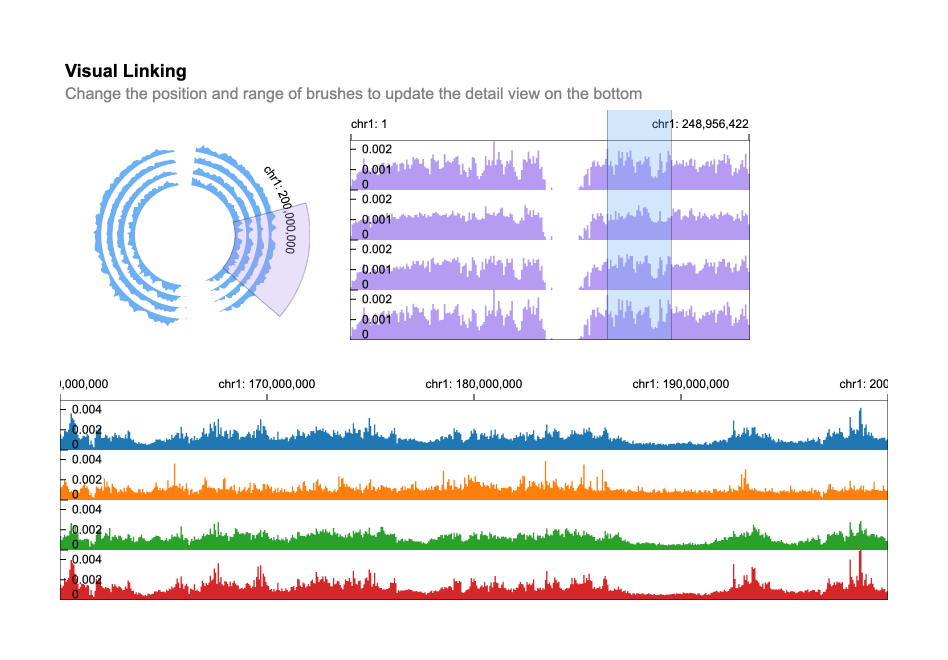 Visual Linking
Change the position and range of brushes to update the detail view on the bottom
chr1: 200,000,000
chr1: 1
chr1: 248,956,422
0.002
0.001
0
0.002
0.001
0
0.002
0.001
0
0.002
0.001
0
0,000,000
chr1: 170,000,000
chr1: 180,000,000
chr1: 190,000,000
chr1: 200
0.004
0.002
0
0.004
0.002
0
0.004
0.002
0
0.004
0.002
0